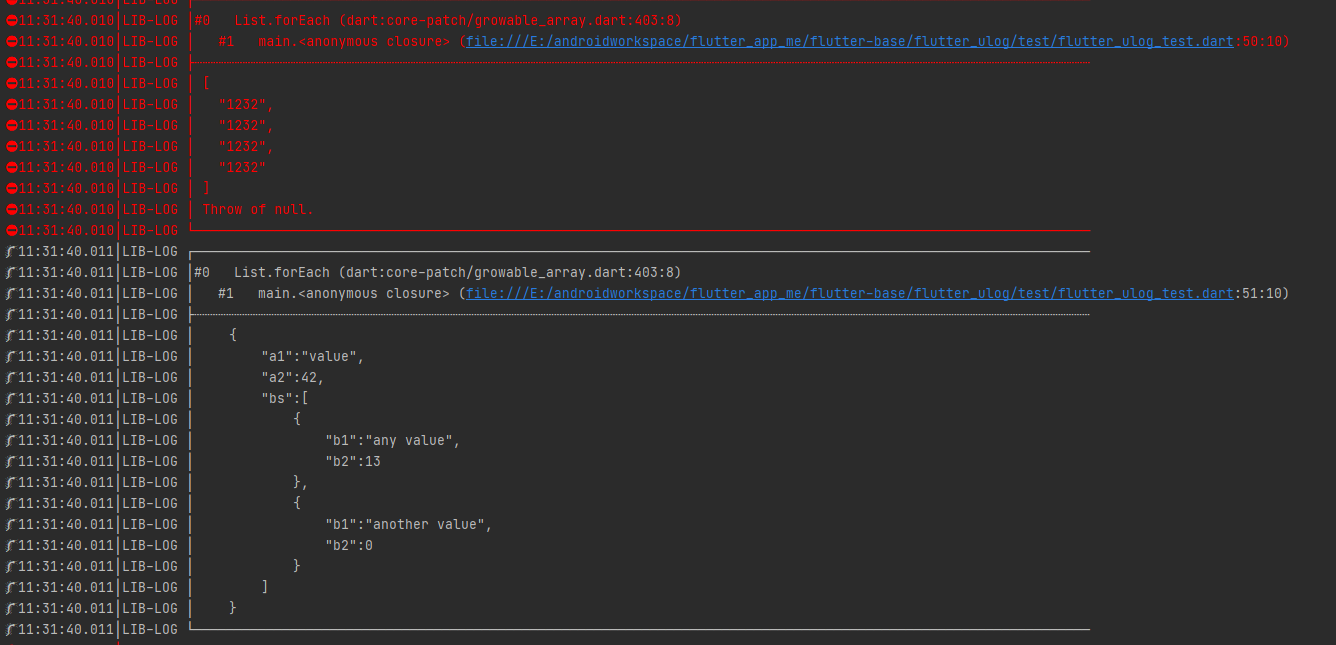 ⛔11:31:40.010│LIB-LOG ┌
⛔11:31:40.010│LIB-LOG │#0   List.forEach (dart:core-patch/growable_array.dart:403:8)
⛔11:31:40.010│LIB-LOG │   #1   main.<anonymous closure> (file:///E:/androidworkspace/flutter_app_me/flutter-base/flutter_ulog/test/flutter_ulog_test.dart:50:10)
⛔11:31:40.010│LIB-LOG ├
⛔11:31:40.010│LIB-LOG │ [
⛔11:31:40.010│LIB-LOG │   "1232",
⛔11:31:40.010│LIB-LOG │   "1232",
⛔11:31:40.010│LIB-LOG │   "1232",
⛔11:31:40.010│LIB-LOG │   "1232"
⛔11:31:40.010│LIB-LOG │ ]
⛔11:31:40.010│LIB-LOG │ Throw of null.
⛔11:31:40.010│LIB-LOG └
11:31:40.011│LIB-LOG ┌
11:31:40.011│LIB-LOG │#0   List.forEach (dart:core-patch/growable_array.dart:403:8)
11:31:40.011│LIB-LOG │   #1   main.<anonymous closure> (file:///E:/androidworkspace/flutter_app_me/flutter-base/flutter_ulog/test/flutter_ulog_test.dart:51:10)
11:31:40.011│LIB-LOG ├
11:31:40.011│LIB-LOG │    {
11:31:40.011│LIB-LOG │        "a1":"value",
11:31:40.011│LIB-LOG │        "a2":42,
11:31:40.011│LIB-LOG │        "bs":[
11:31:40.011│LIB-LOG │            {
11:31:40.011│LIB-LOG │                "b1":"any value",
11:31:40.011│LIB-LOG │                "b2":13
11:31:40.011│LIB-LOG │            },
11:31:40.011│LIB-LOG │            {
11:31:40.011│LIB-LOG │                "b1":"another value",
11:31:40.011│LIB-LOG │                "b2":0
11:31:40.011│LIB-LOG │            }
11:31:40.011│LIB-LOG │        ]
11:31:40.011│LIB-LOG │    }
11:31:40.011│LIB-LOG └